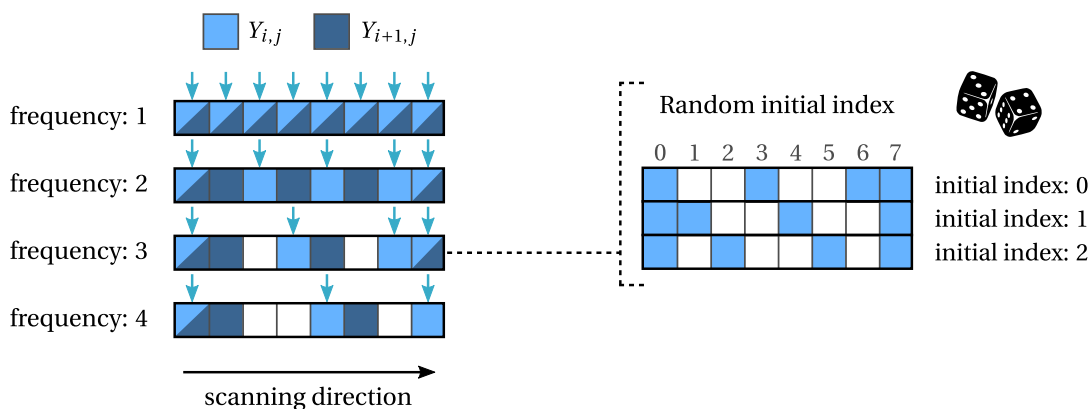 Y_{i,j}
Y_{i+1,j}
frequency: 1
frequency: 2
frequency: 3
frequency: 4
scanning direction
Random initial index
0 1 2 3 4 5 6 7
initial index: 0
initial index: 1
initial index: 2